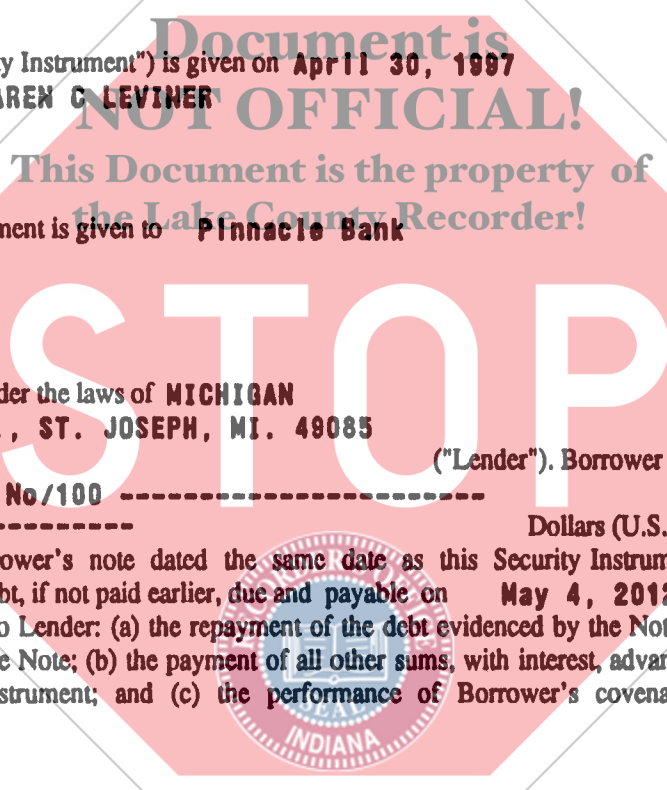 Document is
y Instrument") is given on April 30, 1997
AREN C LEVINER
NOT OFFICIAL!
This Document is the property of
the Lake County Recorder!
ment is given to Pinnacle Bank
STOP
der the laws of MICHIGAN
., ST. JOSEPH, MI. 49085
("Lender"). Borrower
No/100 ------------------------
---------
Dollars (U.S.
rower's note dated the same date as this Security Instrum
bt, if not paid earlier, due and payable on May 4, 2012
o Lender: (a) the repayment of the debt evidenced by the Not
e Note; (b) the payment of all other sums, with interest, advan
strument; and (c) the performance of Borrower's covena
SEAL
INDIANA